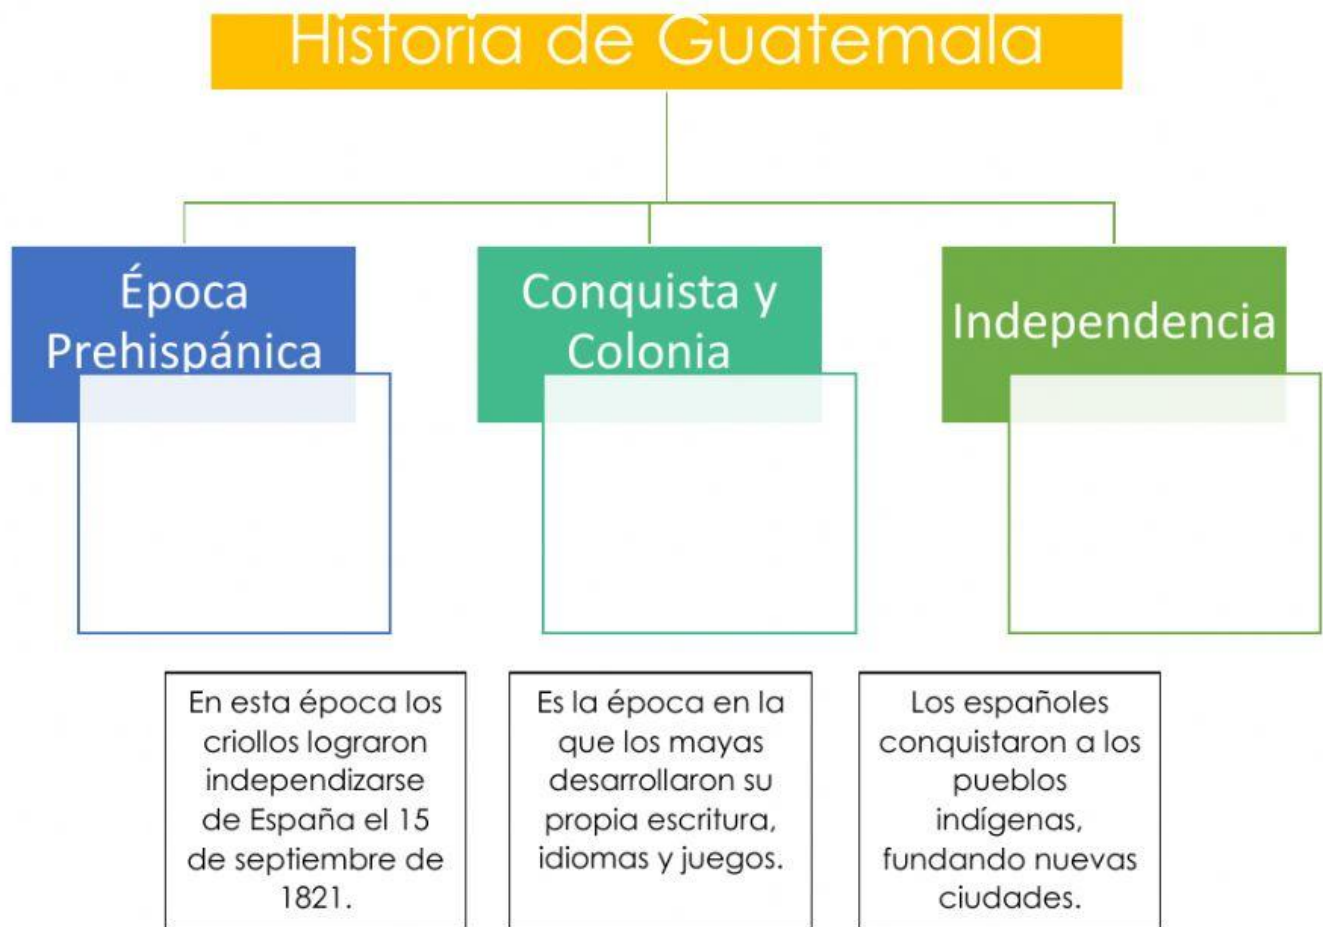 Historia de Guatemala
Época
Prehispánica
Conquista y
Colonia
Independencia
En esta época los
criollos lograron
independizarse
de España el 15
de septiembre de
1821.
Es la época en la
que los mayas
desarrollaron su
propia escritura,
idiomas y juegos.
Los españoles
conquistaron a los
pueblos
indígenas,
fundando nuevas
ciudades.